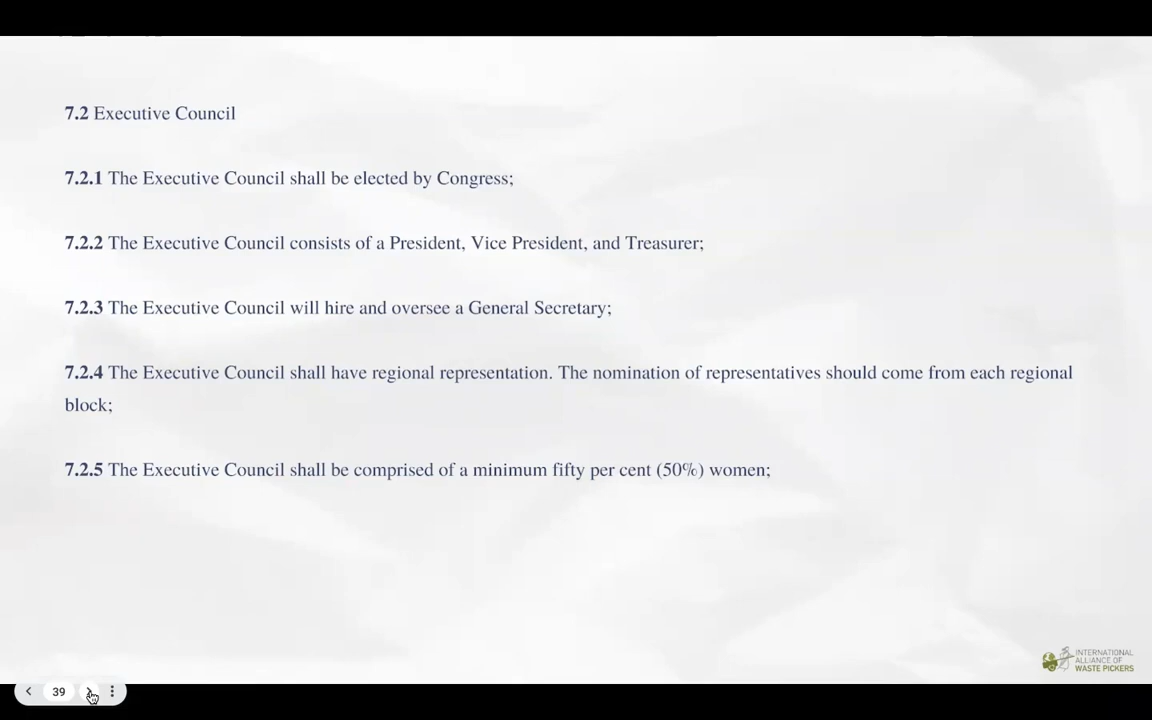 7.2 Executive Council
7.2.1 The Executive Council shall be elected by Congress;
7.2.2 The Executive Council consists of a President, Vice President, and Treasurer;
7.2.3 The Executive Council will hire and oversee a General Secretary;
7.2.4 The Executive Council shall have regional representation. The nomination of representatives should come from each regional
block;
7.2.5 The Executive Council shall be comprised of a minimum fifty per cent (50%) women;
INTERNATIONAL
ALLIANCE OF
WASTE PICKERS
39